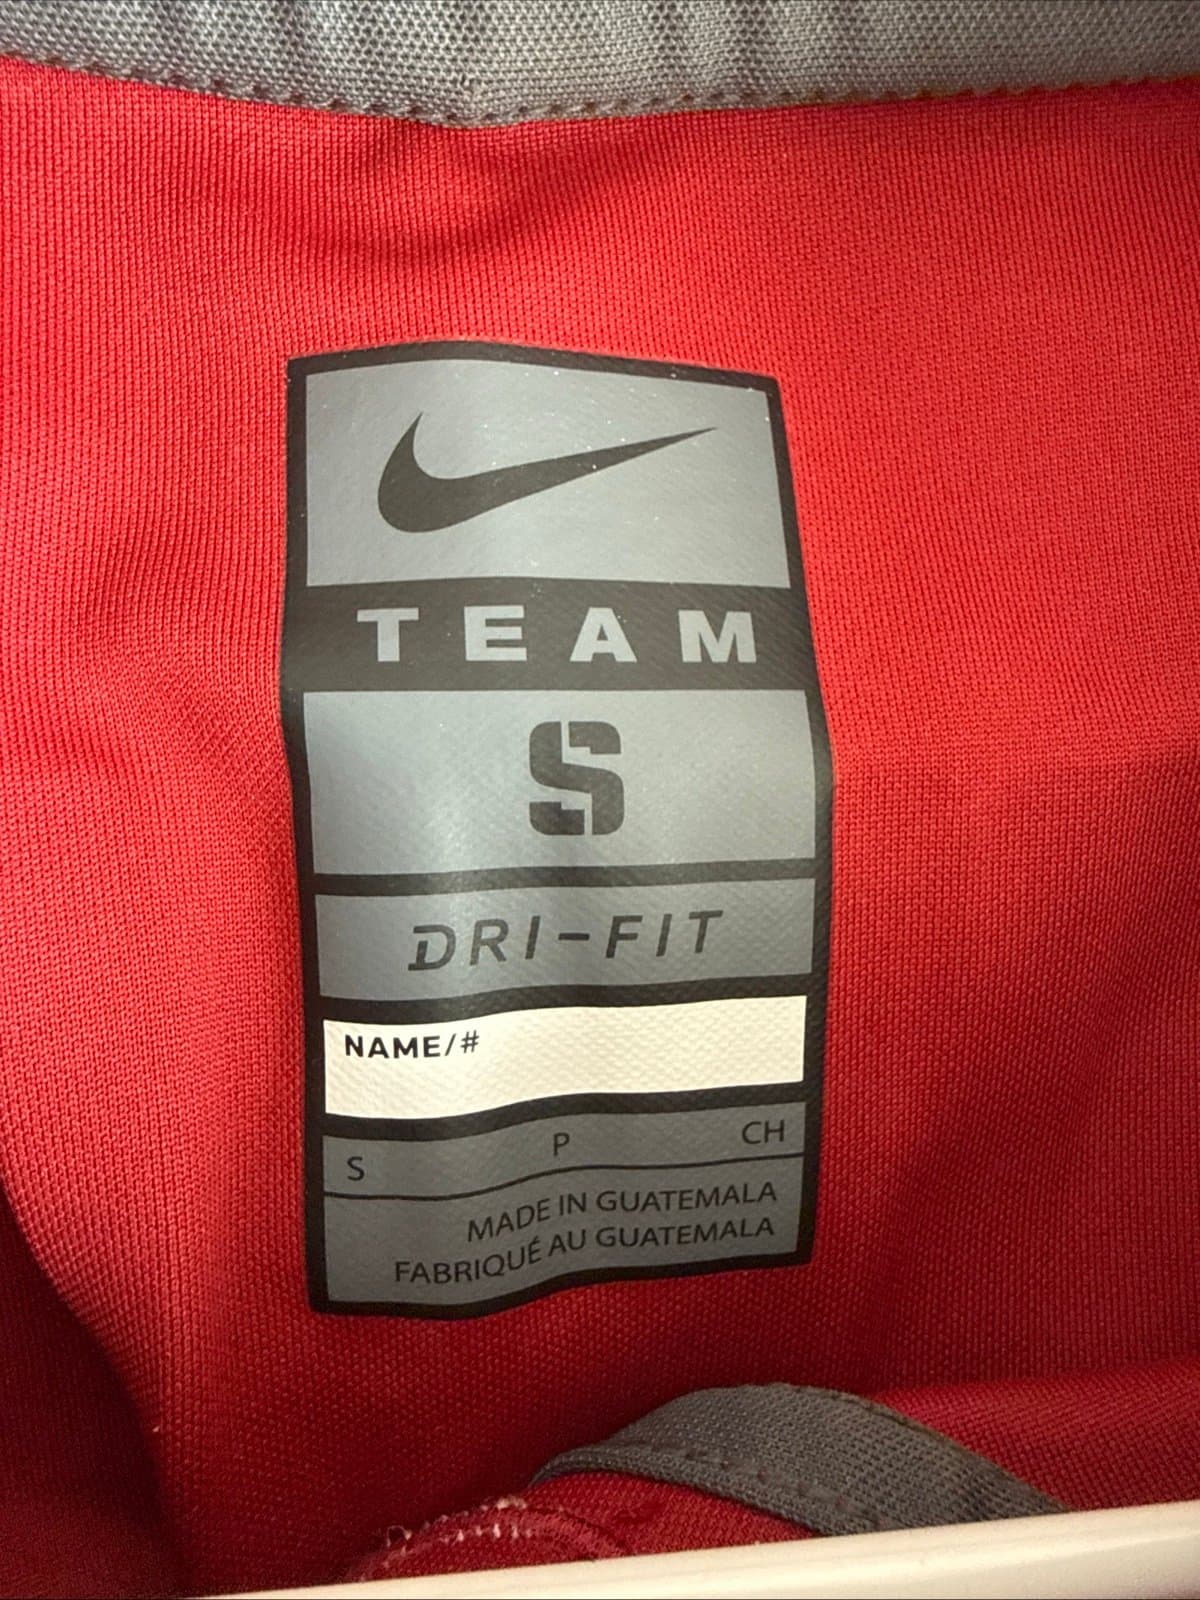 TEAM
S
DRI-FIT
NAME/#
S P CH
MADE IN GUATEMALA
FABRIQUÉ AU GUATEMALA